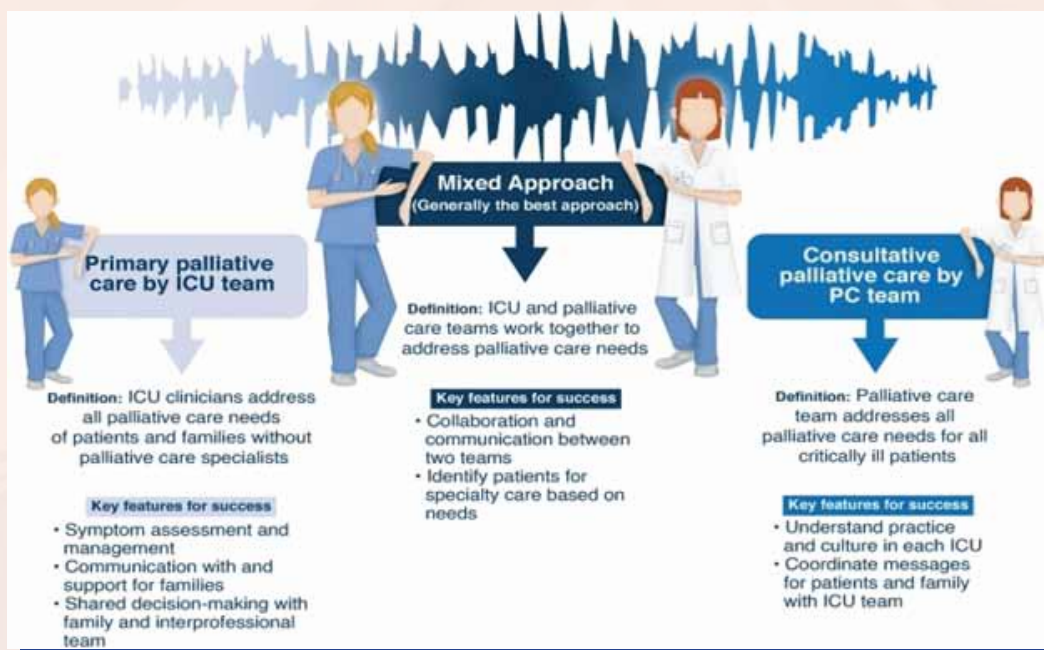 Mixed Approach
(Generally the best approach)
Primary palliative
care by ICU team
Consultative
palliative care by
PC team
Definition: ICU and palliative
care teams work together to
address palliative care needs
Key features for success
• Collaboration and
communication between
two teams
• Identify patients for
specialty care based on
needs
Definition: ICU clinicians address
all palliative care needs
of patients and families without
palliative care specialists
Key features for success
• Symptom assessment and
management
• Communication with and
support for families
• Shared decision-making with
family and interprofessional
team
Definition: Palliative care
team addresses all
palliative care needs for all
critically ill patients
Key features for success
• Understand practice
and culture in each ICU
• Coordinate messages
for patients and family
with ICU team